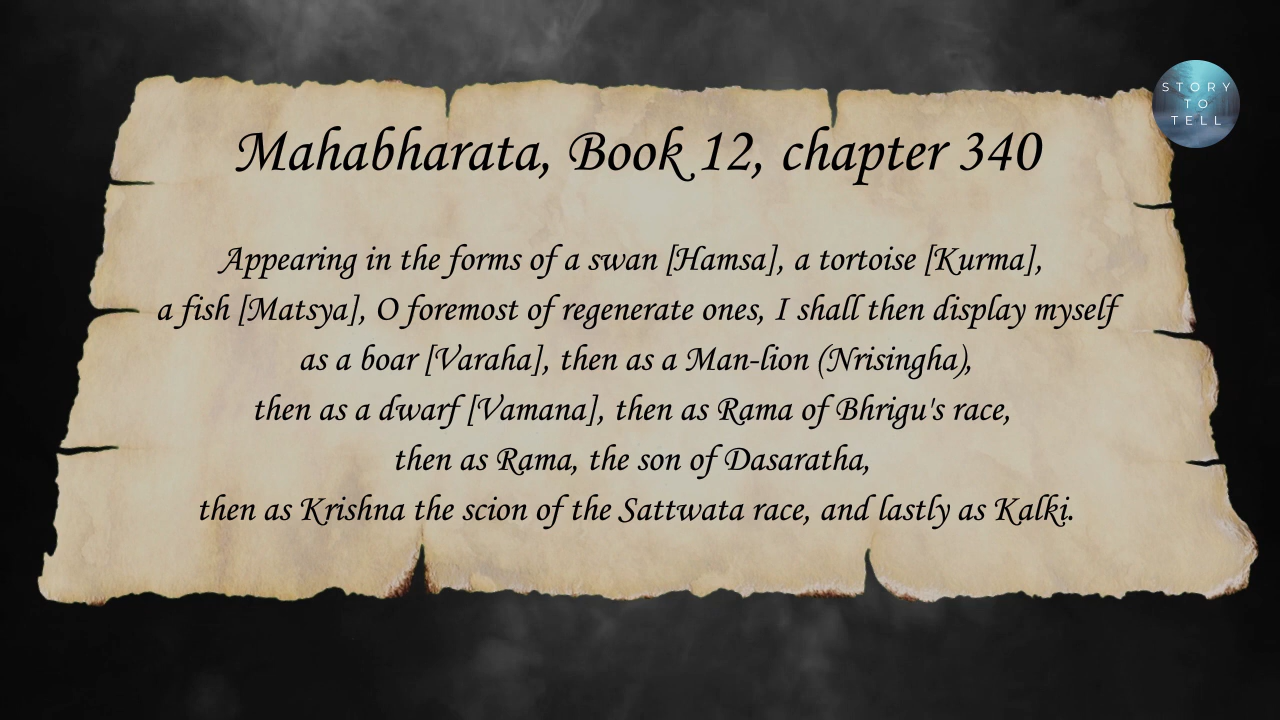 STORY
TO
TELL
Mahabharata, Book 12, chapter 340
Appearing in the forms of a swan [Hamsa], a tortoise [Kurma],
a fish [Matsya], O foremost of regenerate ones, I shall then display myself
as a boar [Varaha], then as a Man-lion (Nrisingha),
then as a dwarf [Vamana], then as Rama of Bhrigu's race,
then as Rama, the son of Dasaratha,
then as Krishna the scion of the Sattwata race, and lastly as Kalki.